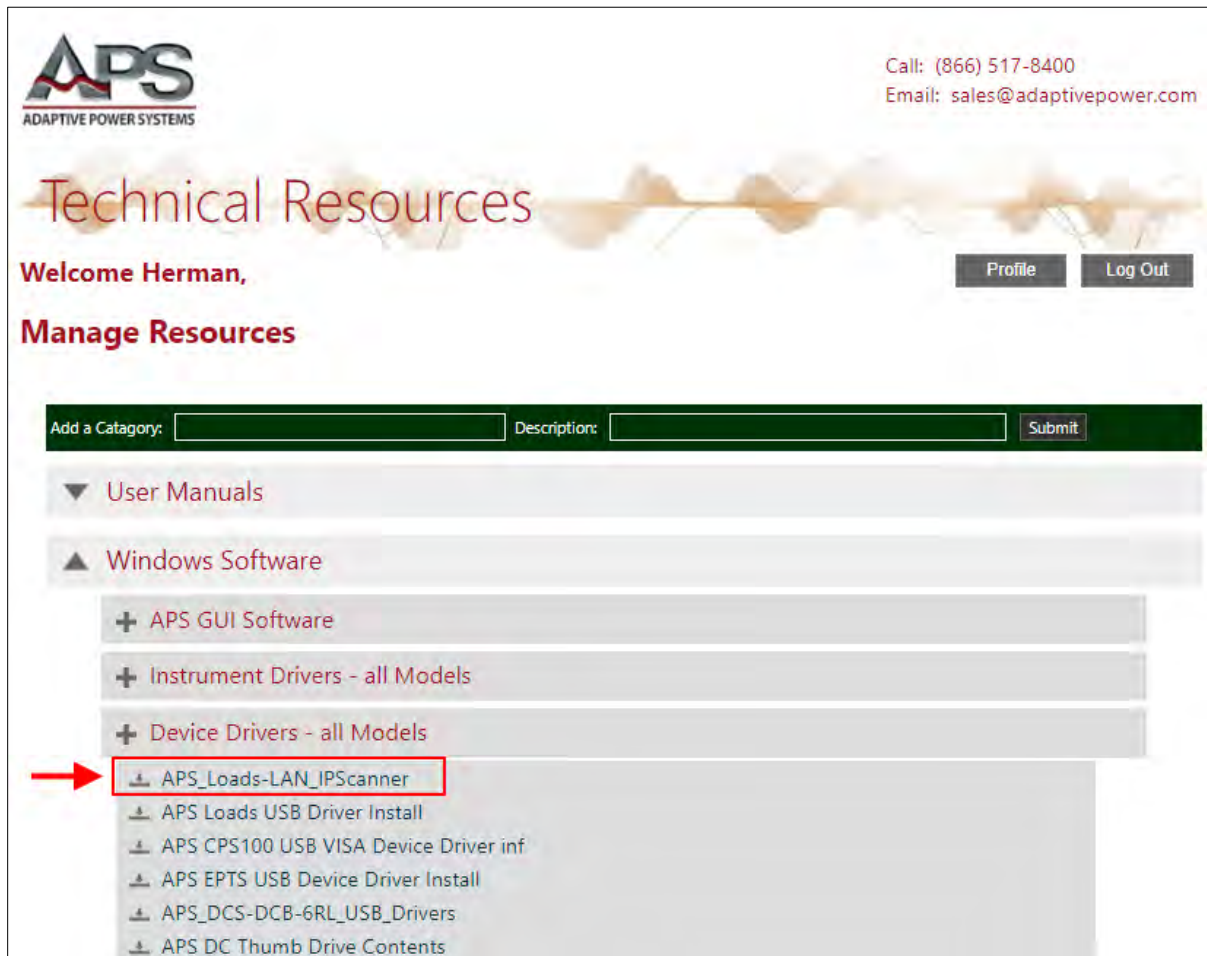 APS
ADAPTIVE POWER SYSTEMS
Call: (866) 517-8400
Email: sales@adaptivepower.com
Technical Resources
Welcome Herman,
Profile
Log Out
Manage Resources
Add a Catagory:
Description:
Submit
User Manuals
Windows Software
APS GUI Software
Instrument Drivers - all Models
Device Drivers - all Models
APS_Loads-LAN_IPScanner
APS Loads USB Driver Install
APS CPS100 USB VISA Device Driver inf
APS EPTS USB Device Driver Install
APS_DCS-DCB-6RL_USB_Drivers
APS DC Thumb Drive Contents